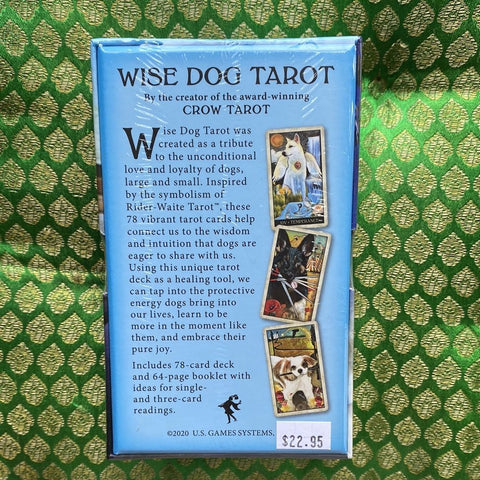 WISE DOG TAROT
By the creator of the award-winning
CROW TAROT
Wise Dog Tarot was
created as a tribute
to the unconditional
love and loyalty of dogs,
large and small. Inspired
by the symbolism of
Rider-Waite Tarot™, these
78 vibrant tarot cards help
connect us to the wisdom
and intuition that dogs are
eager to share with us.
Using this unique tarot
deck as a healing tool, we
can tap into the protective
energy dogs bring into
our lives, learn to be
more in the moment like
them, and embrace their
pure joy.
Includes 78-card deck
and 64-page booklet with
ideas for single-
and three-card
readings.
XIV • TEMPERANCE
©2020 U.S. GAMES SYSTEMS,
$22.95